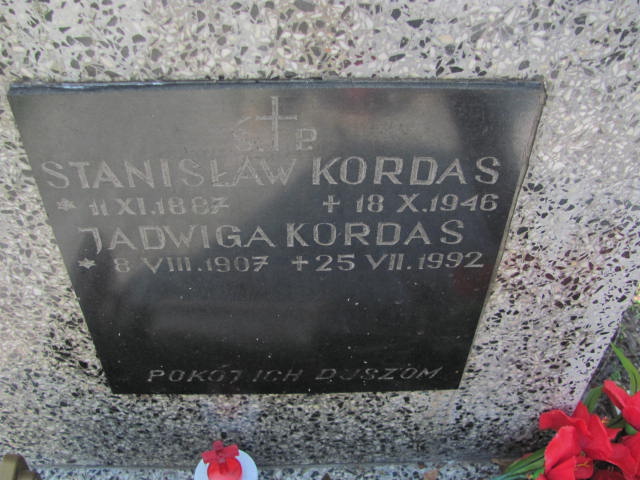 Ś.P.
STANISŁAW KORDAS
* 11 XI.1887 + 18 X.1946
JADWIGA KORDAS
* 8 VIII.1907 + 25 VII.1992
POKÓJ ICH DUSZOM